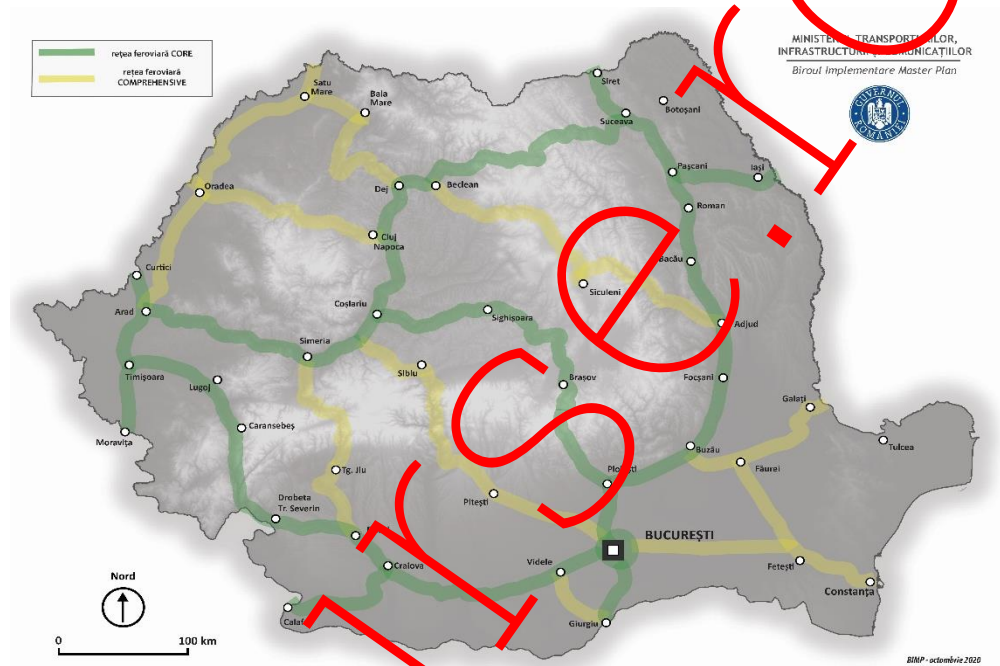 rețea feroviară CORE
rețea feroviară
COMPREHENSIVE
MINISTERUL TRANSPORTURILOR,
INFRASTRUCTURII ȘI COMUNICAȚIILOR
Biroul Implementare Master Plan
GUVERNUL ROMÂNIEI
Siret
Satu
Mare
Baia
Mare
Botoșani
Suceava
Pașcani
Iași
Oradea
Dej
Beclean
Roman
Cluj
Napoca
Bacău
Curtici
Siculeni
Arad
Coșlariu
Sighișoara
Adjud
Simeria
Timișoara
Lugoj
Sibiu
Brașov
Focșani
Galați
Caransebeș
Moravița
Tulcea
Buzău
Făurei
Tg. Jiu
Ploiești
Pitești
Drobeta
Tr. Severin
BUCUREȘTI
Craiova
Videle
Fetești
Constanța
Giurgiu
Nord
0 100 km
BIMP - octombrie 2020